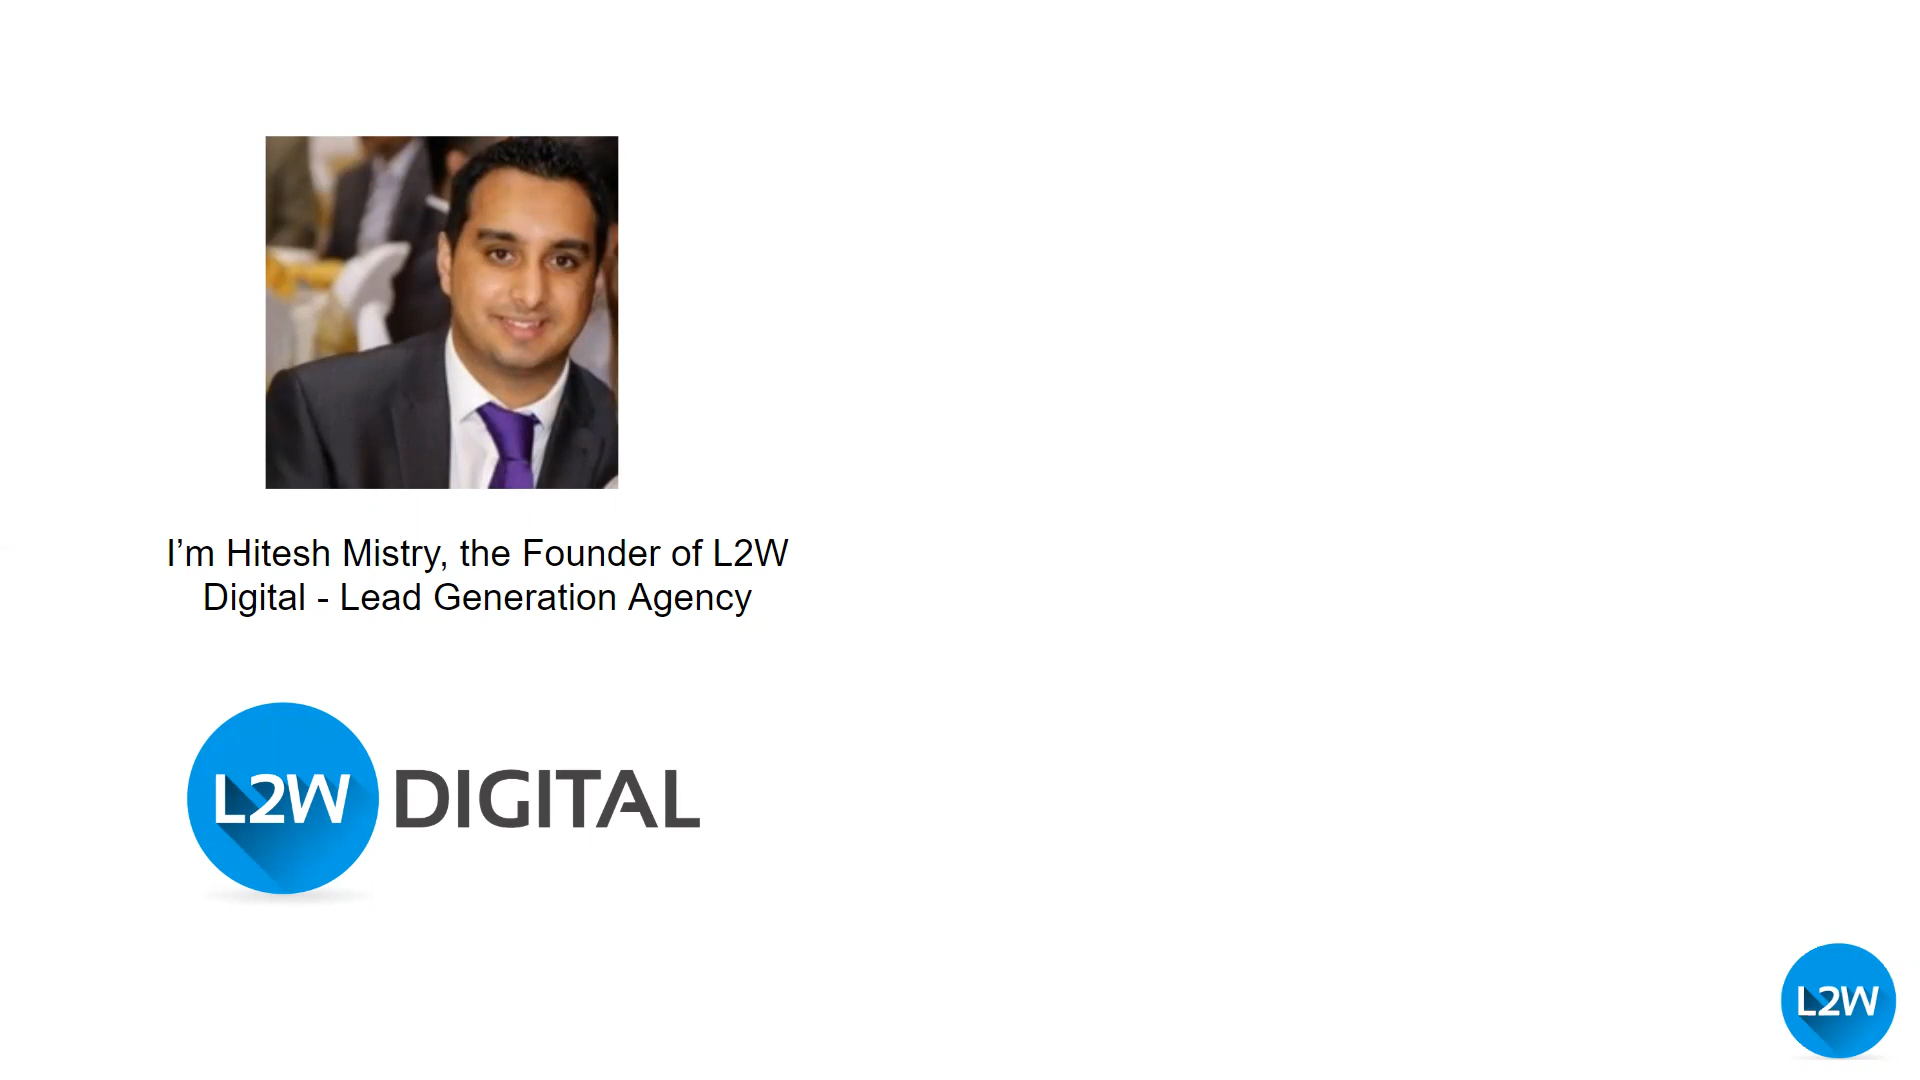 I’m Hitesh Mistry, the Founder of L2W
Digital - Lead Generation Agency
L2W DIGITAL
L2W